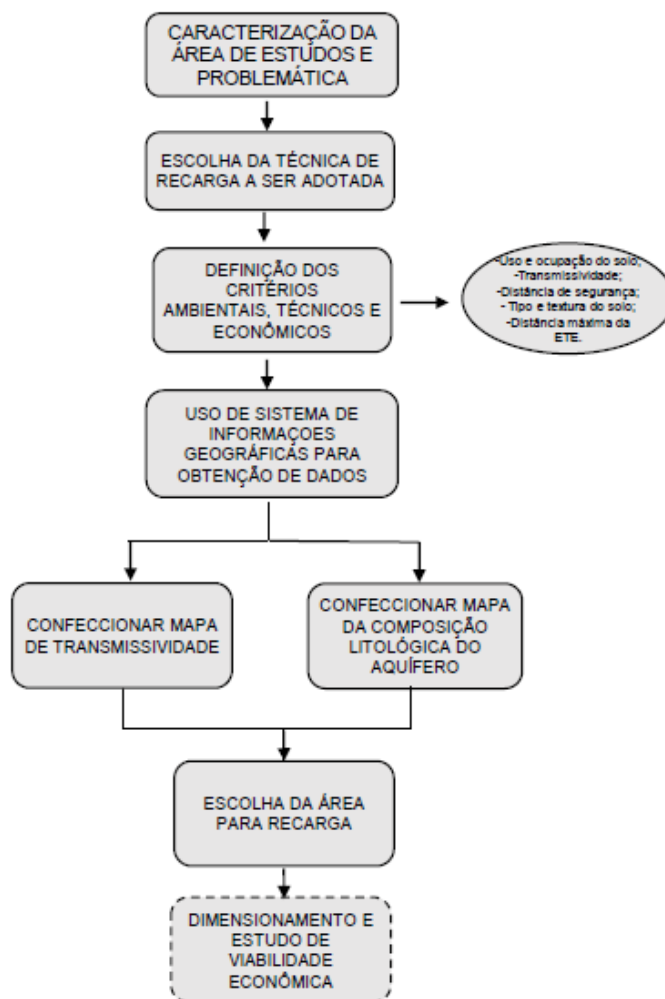 CARACTERIZAÇÃO DA
ÁREA DE ESTUDOS E
PROBLEMÁTICA
ESCOLHA DA TÉCNICA DE
RECARGA A SER ADOTADA
DEFINIÇÃO DOS
CRITÉRIOS
AMBIENTAIS, TÉCNICOS E
ECONÔMICOS
-Uso e ocupação do solo;
-Transmissividade;
-Distância de segurança;
- Tipo e textura do solo;
-Distância máxima da
ETE.
USO DE SISTEMA DE
INFORMAÇOES
GEOGRÁFICAS PARA
OBTENÇÃO DE DADOS
CONFECCIONAR MAPA
DE TRANSMISSIVIDADE
CONFECCIONAR MAPA
DA COMPOSIÇÃO
LITOLÓGICA DO
AQUÍFERO
ESCOLHA DA ÁREA
PARA RECARGA
DIMENSIONAMENTO E
ESTUDO DE
VIABILIDADE
ECONÔMICA